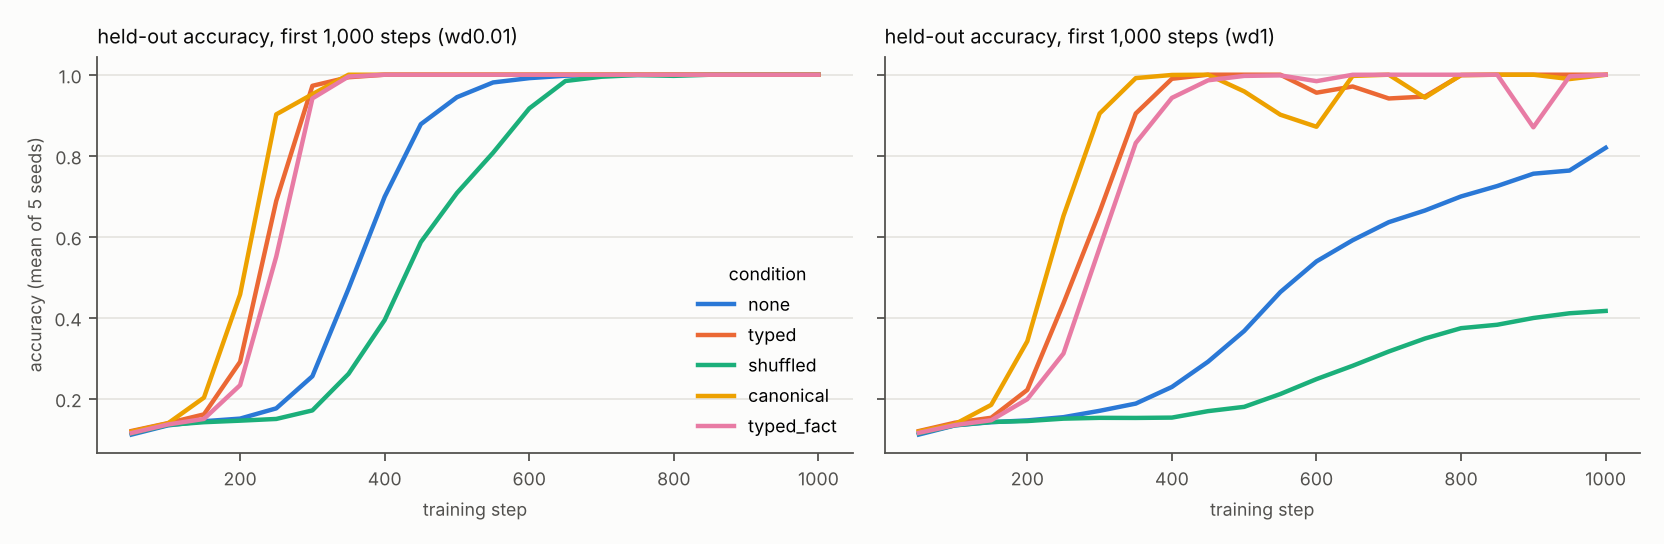 held-out accuracy, first 1,000 steps (wd0.01)
accuracy (mean of 5 seeds)
1.0
0.8
0.6
0.4
0.2
condition
none
typed
shuffled
canonical
typed_fact
200 400 600 800 1000
training step
held-out accuracy, first 1,000 steps (wd1)
200 400 600 800 1000
training step